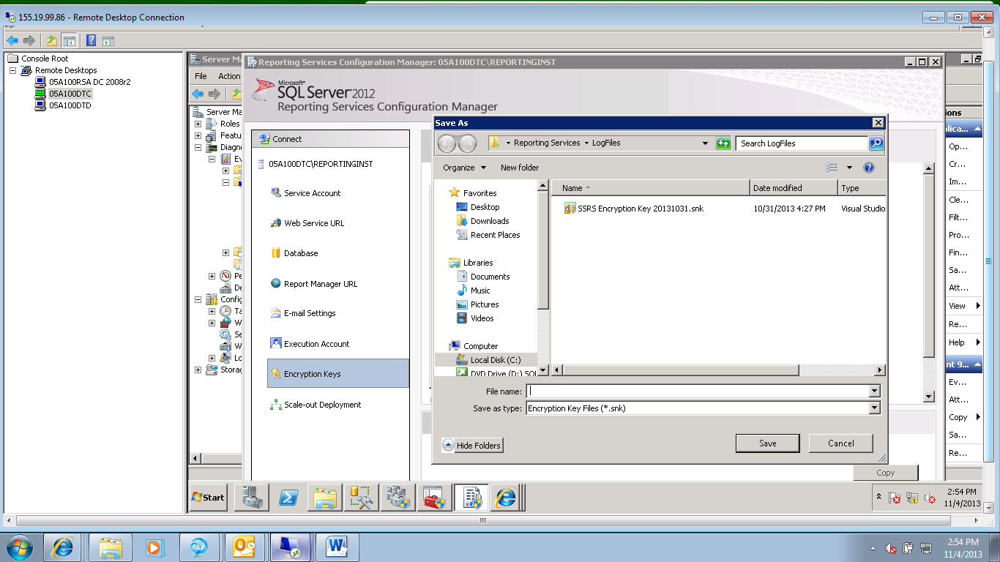 155.19.99.86 - Remote Desktop Connection
Console Root
Remote Desktops
05A100RSA DC 2008r2
05A100DTC
05A100DTD
Server Ma
File Action
Server Ma
Roles
Featu
Diagno
Ev
Pe
De
Config
Ta
W
Se
W
Lo
Storag
Reporting Services Configuration Manager: 05A100DTC\REPORTINGINST
Microsoft®
SQL Server 2012
Reporting Services Configuration Manager
Connect
05A100DTC\REPORTINGINST
Service Account
Web Service URL
Database
Report Manager URL
E-mail Settings
Execution Account
Encryption Keys
Scale-out Deployment
Save As
Reporting Services LogFiles
Search LogFiles
Organize New folder
Favorites
Desktop
Downloads
Recent Places
Libraries
Documents
Music
Pictures
Videos
Computer
Local Disk (C:)
DVD Drive (D:) SQL
Name Date modified Type
SSRS Encryption Key 20131031.snk 10/31/2013 4:27 PM Visual Studio
File name:
Save as type: Encryption Key Files (*.snk)
Hide Folders
Save Cancel
Copy
ions
plica...
Op...
Cr...
Im...
Cle...
Filt...
Pro...
Fin...
Sa...
Att...
View
Re...
Help
nt 9...
Ev...
Att...
Copy
Sa...
Re...
Start
2:54 PM
11/4/2013
2:54 PM
11/4/2013